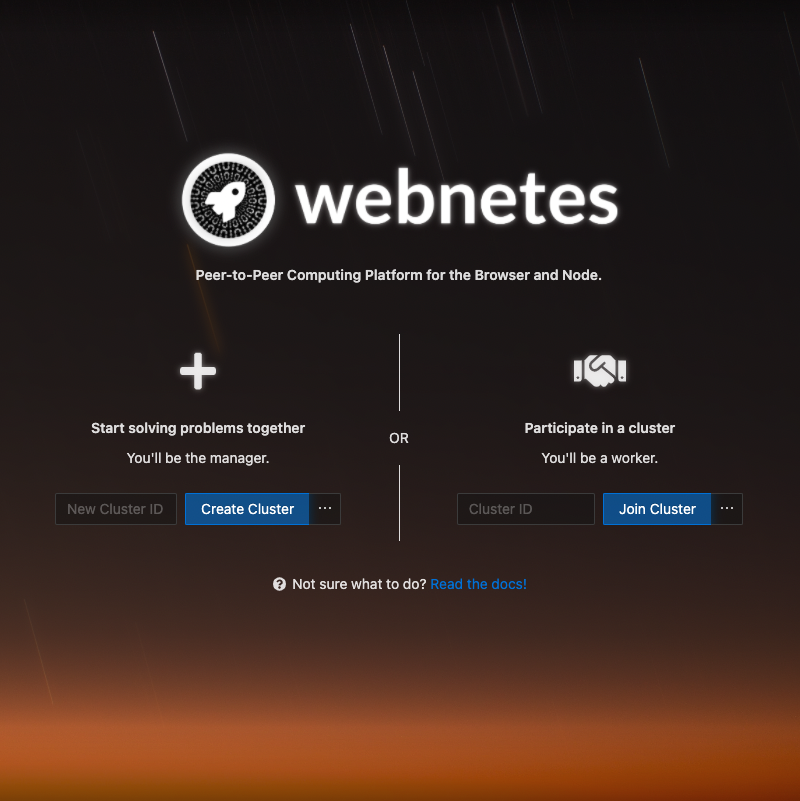 webnetes
Peer-to-Peer Computing Platform for the Browser and Node.
Start solving problems together
You'll be the manager.
New Cluster ID
Create Cluster
···
OR
Participate in a cluster
You'll be a worker.
Cluster ID
Join Cluster
···
Not sure what to do? Read the docs!